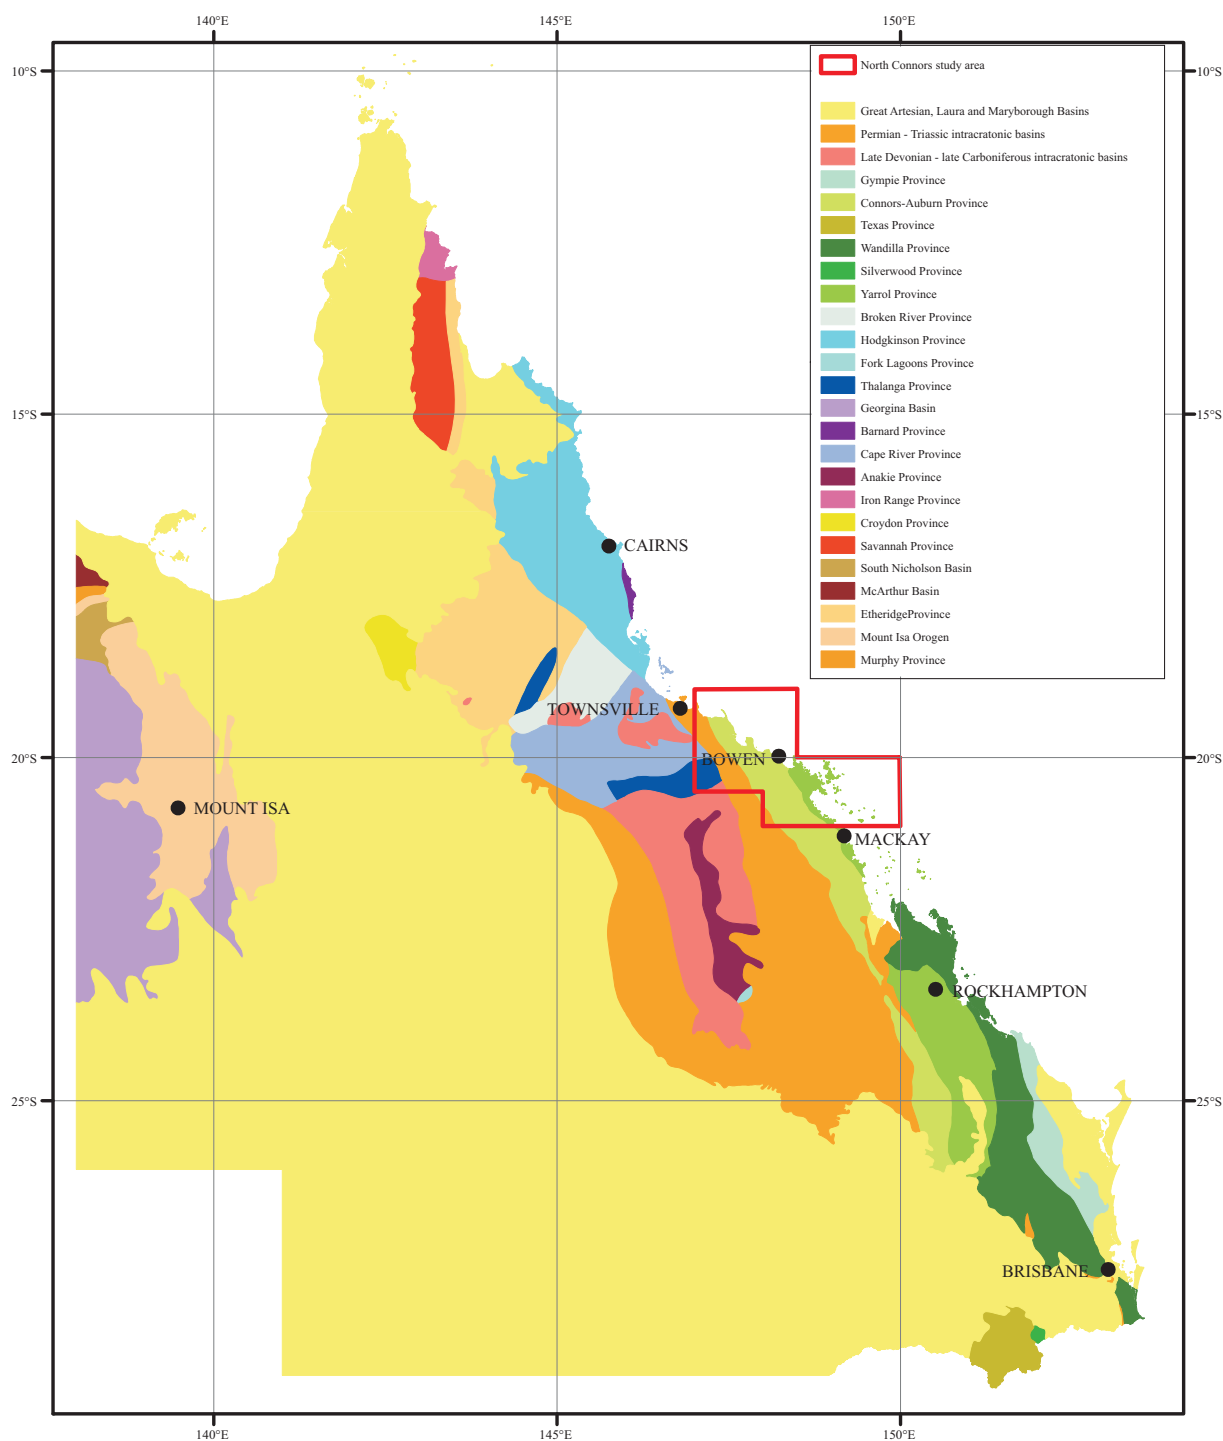 140°E
145°E
150°E
10°S
10°S
North Connors study area
Great Artesian, Laura and Maryborough Basins
Permian - Triassic intracratonic basins
Late Devonian - late Carboniferous intracratonic basins
Gympie Province
Connors-Auburn Province
Texas Province
Wandilla Province
Silverwood Province
Yarrol Province
Broken River Province
Hodgkinson Province
Fork Lagoons Province
Thalanga Province
Georgina Basin
Barnard Province
Cape River Province
Anakie Province
Iron Range Province
Croydon Province
Savannah Province
South Nicholson Basin
McArthur Basin
EtheridgeProvince
Mount Isa Orogen
Murphy Province
15°S
15°S
CAIRNS
TOWNSVILLE
BOWEN
20°S
20°S
MOUNT ISA
MACKAY
ROCKHAMPTON
25°S
25°S
BRISBANE
140°E
145°E
150°E